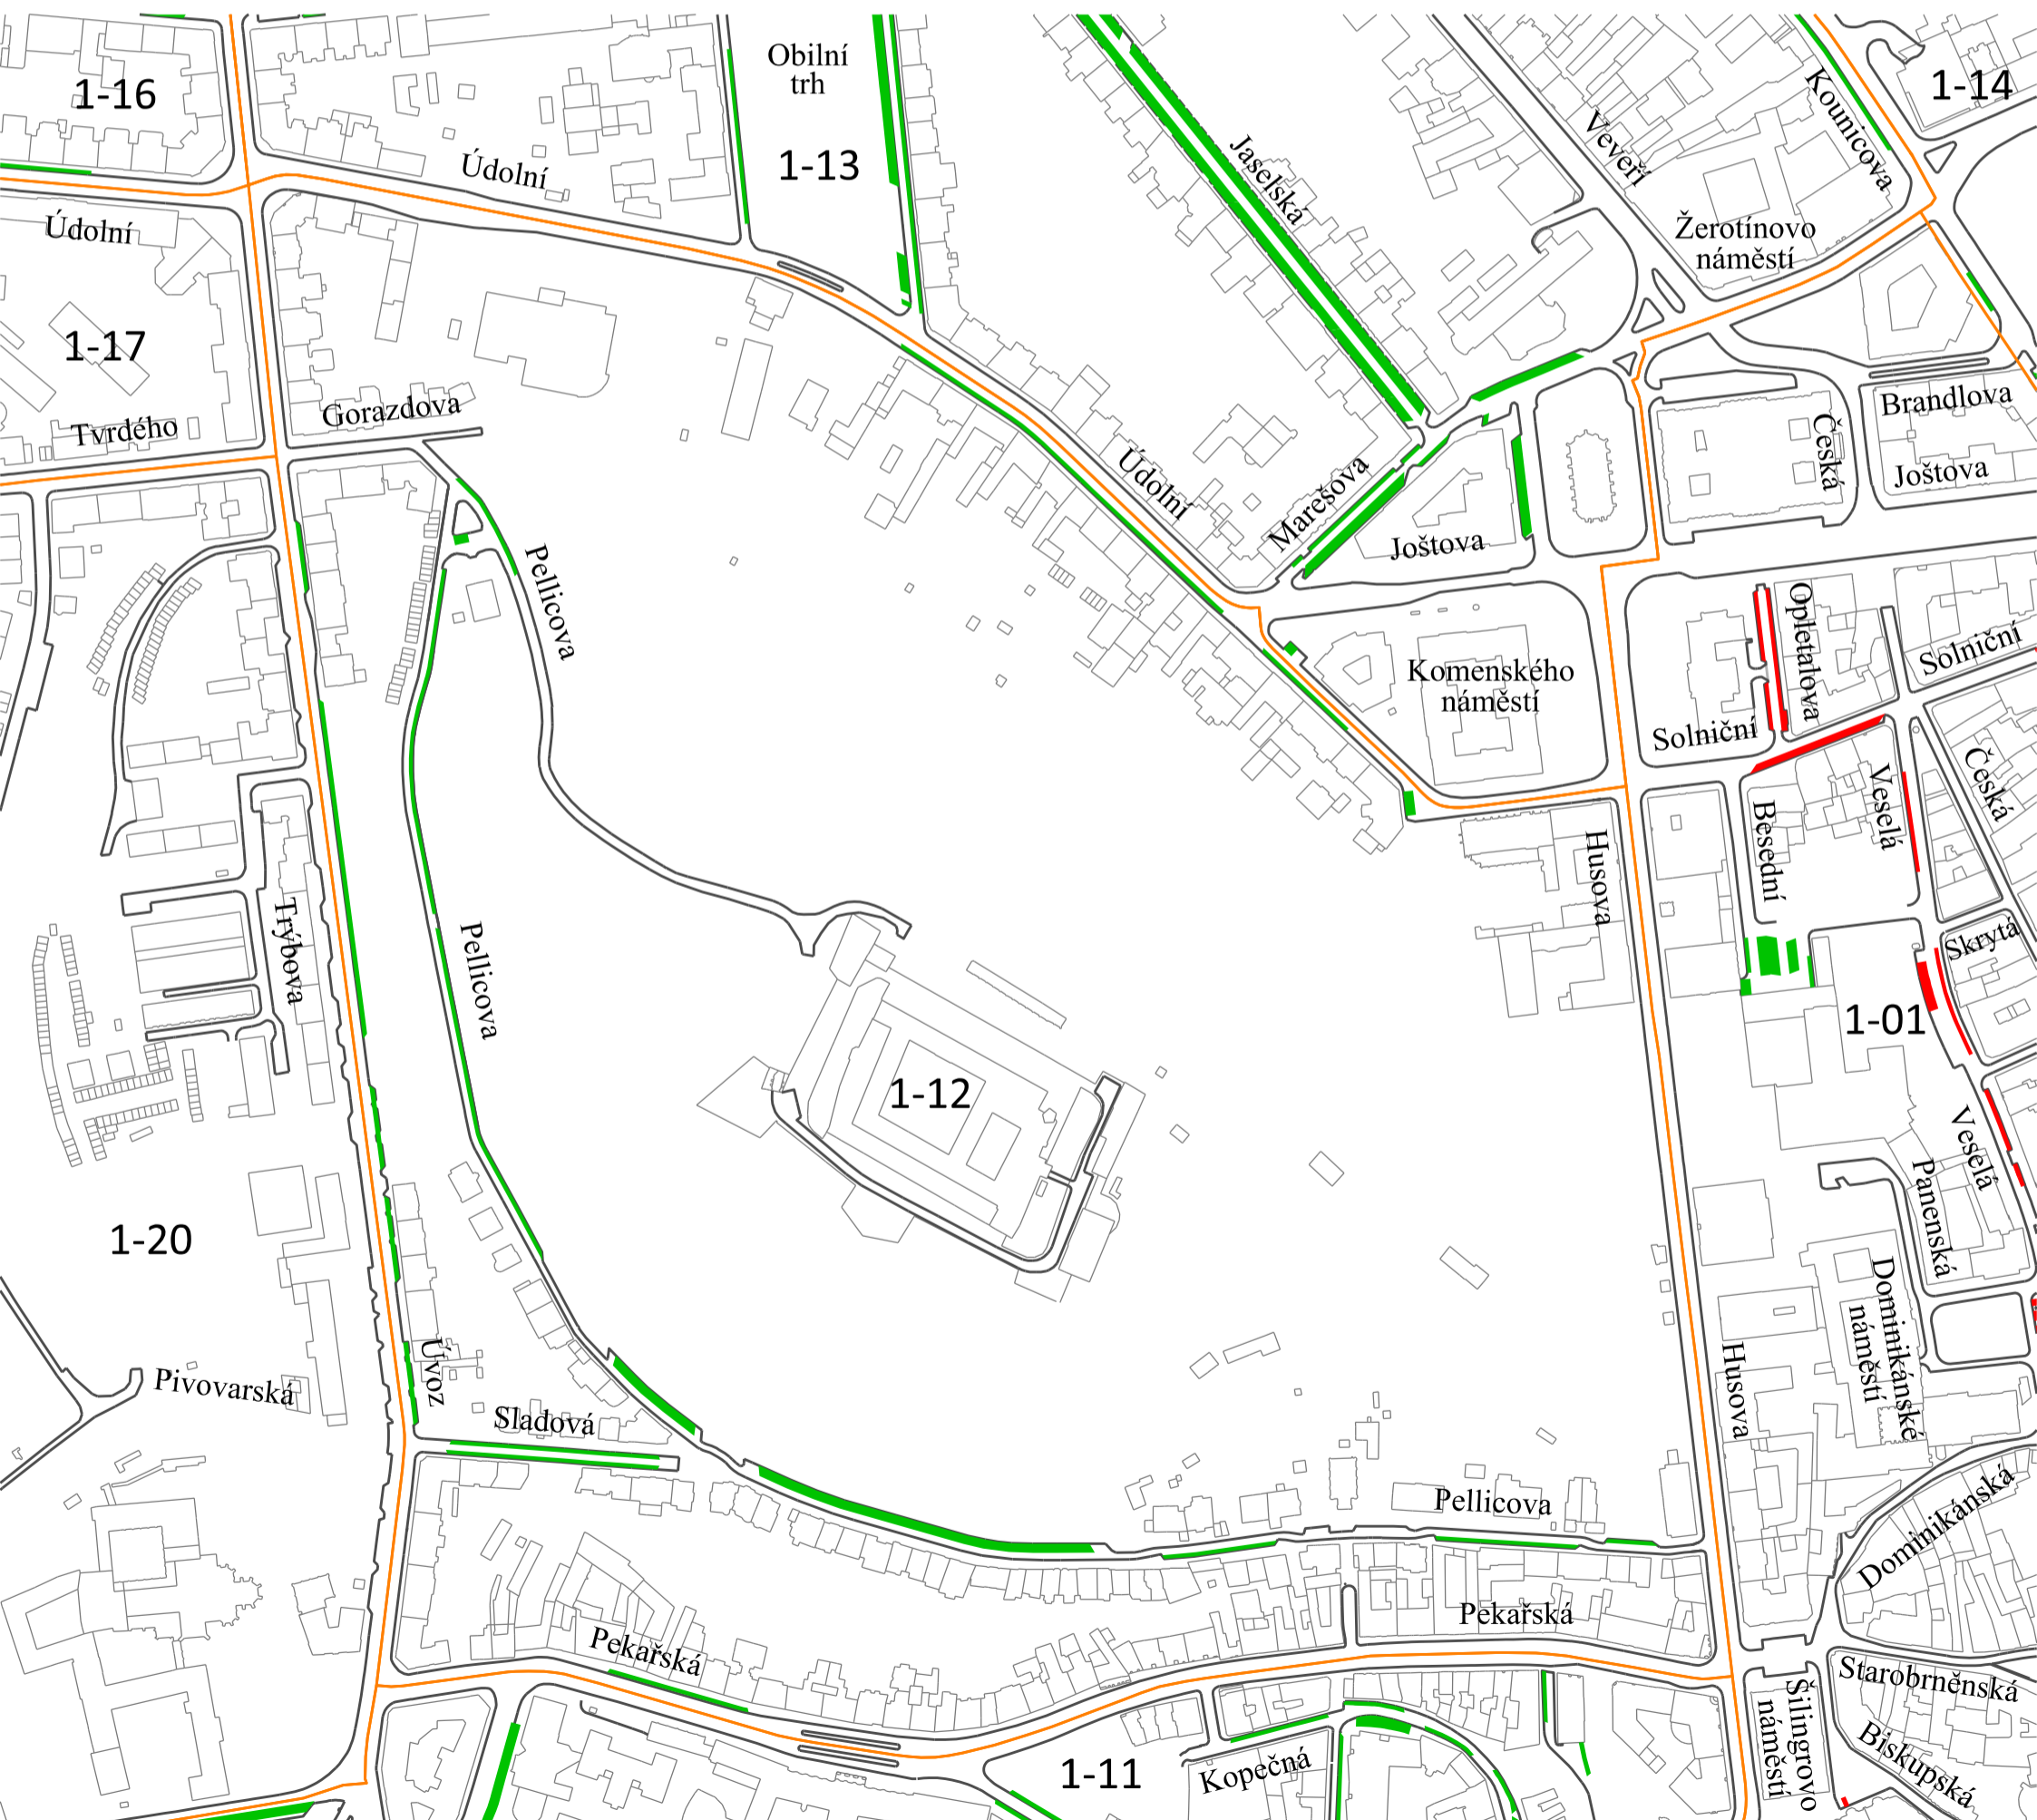 Obilní
trh
1-16
1-14
Kounicova
Veveří
Jaselská
1-13
Údolní
Údolní
Žerotínovo
náměstí
1-17
Gorazdova
Tvrdého
Brandlova
Česká
Joštova
Údolní
Marešova
Joštova
Pellicova
Opletalova
Solniční
Komenského
náměstí
Solniční
Česká
Veselá
Besední
Husova
Trýbova
Pellicova
Skrytá
1-01
1-12
Veselá
Panenská
1-20
Dominikánské
náměstí
Úvoz
Pivovarská
Husova
Sladová
Pellicova
Dominikánská
Pekařská
Pekařská
Starobrněnská
Šilingrovo
náměstí
Biskupská
1-11
Kopečná